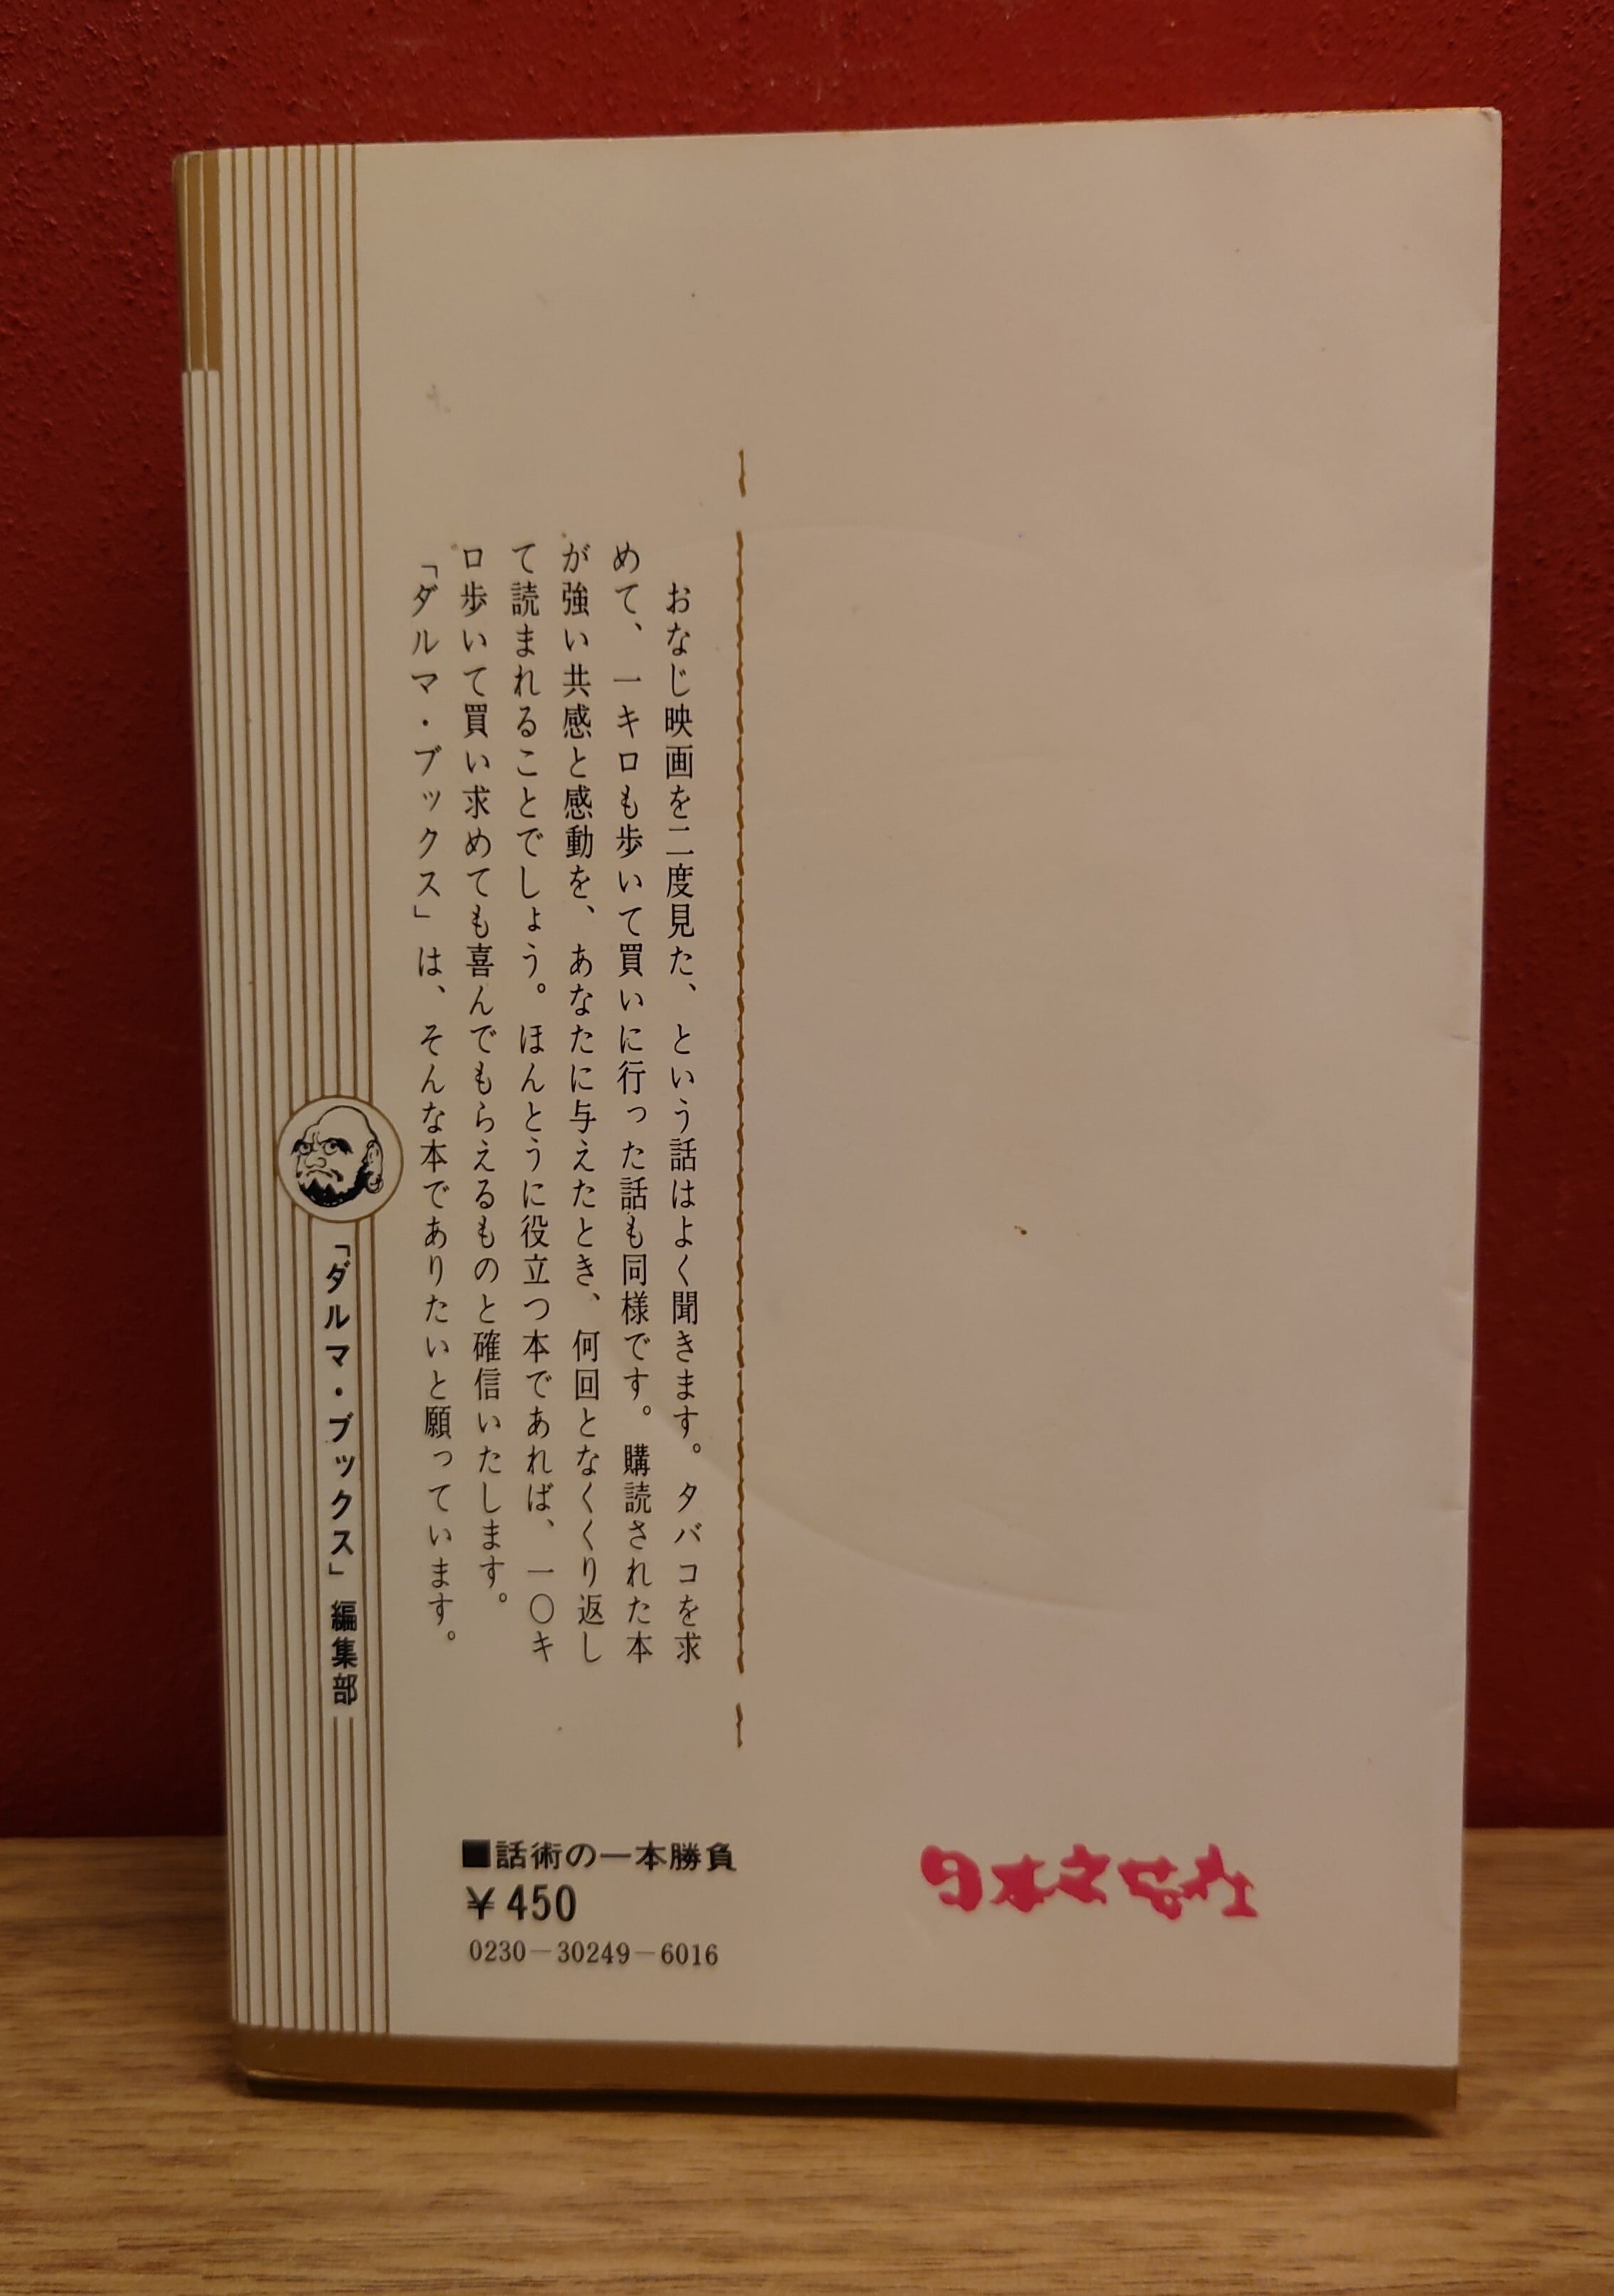 おなじ映画を二度見た、という話はよく聞きます。タバコを求
めて、一キロも歩いて買いに行った話も同様です。購読された本
が強い共感と感動を、あなたに与えたとき、何回となくくり返し
て読まれることでしょう。ほんとうに役立つ本であれば、一〇キ
ロ歩いて買い求めても喜んでもらえるものと確信いたします。
「ダルマ・ブックス」は、そんな本でありたいと願っています。
「ダルマ・ブックス」編集部
■話術の一本勝負
¥450
0230-30249-6016
日本文芸社